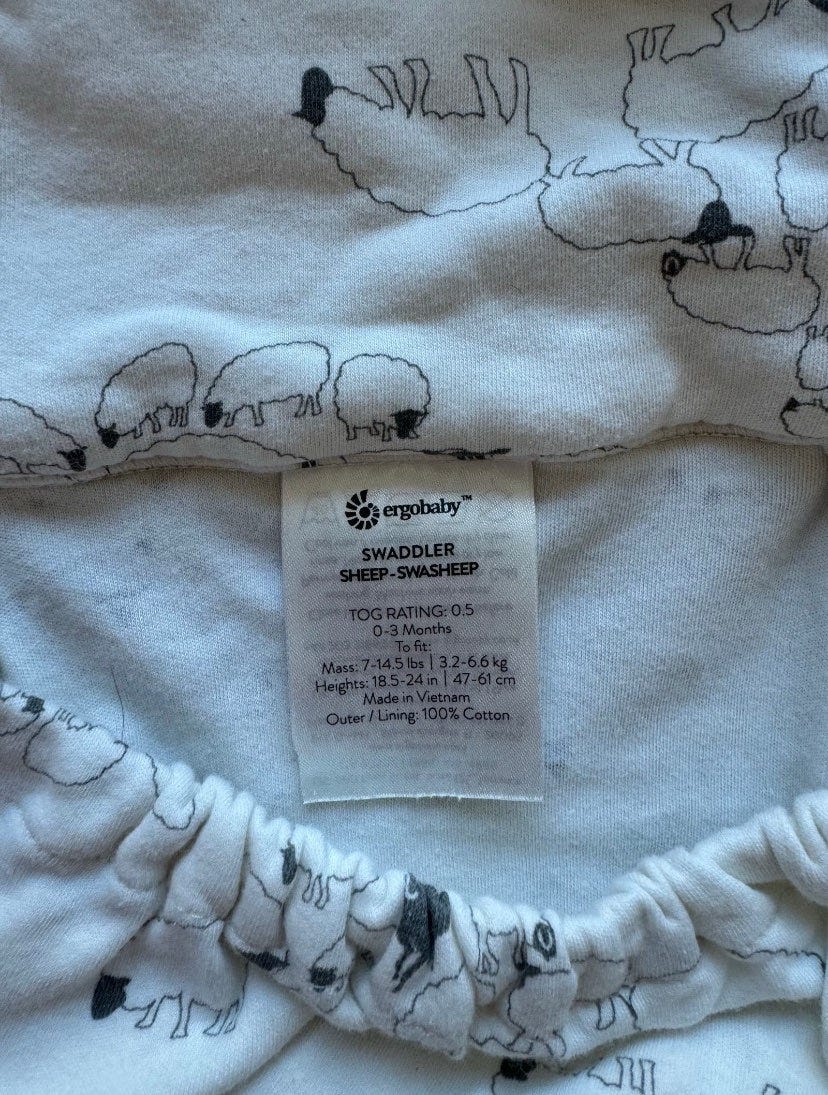 ergobaby™
SWADDLER
SHEEP-SWASHEEP
TOG RATING: 0.5
0-3 Months
To fit:
Mass: 7-14.5 lbs | 3.2-6.6 kg
Heights: 18.5-24 in | 47-61 cm
Made in Vietnam
Outer / Lining: 100% Cotton